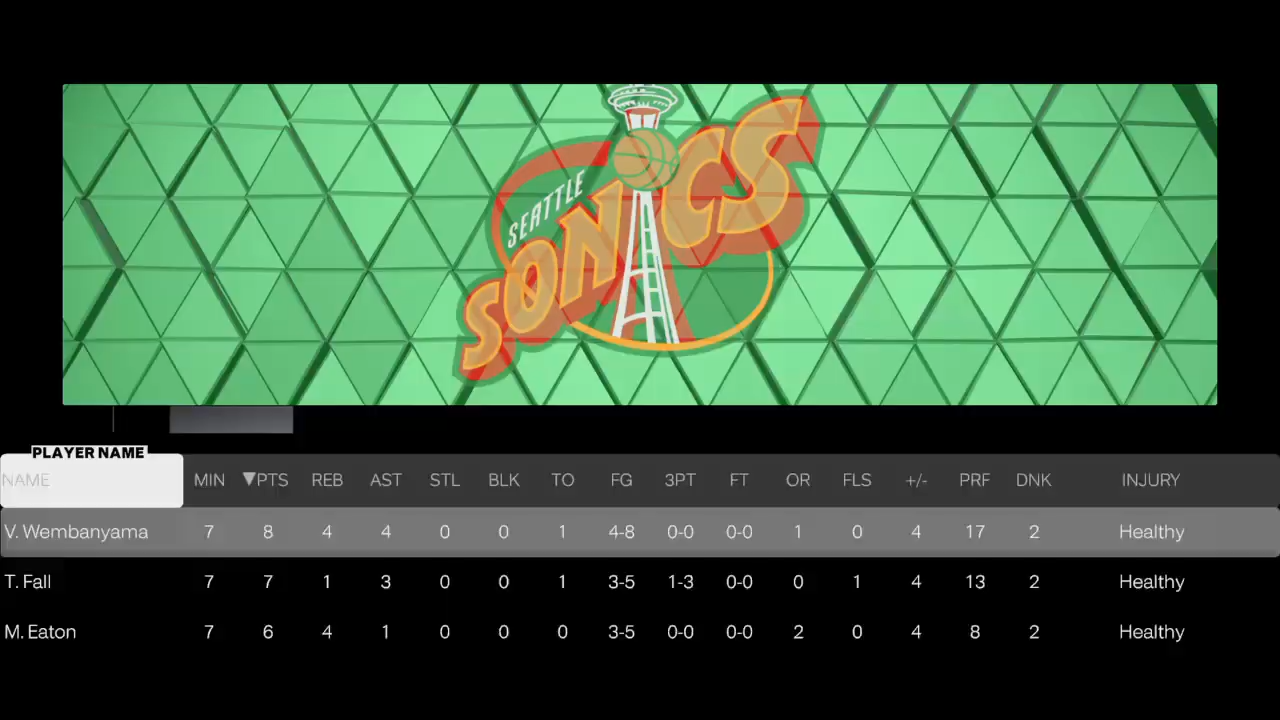 SEATTLE
SONICS
PLAYER NAME
NAME MIN ▼PTS REB AST STL BLK TO FG 3PT FT OR FLS +/- PRF DNK INJURY
V. Wembanyama 7 8 4 4 0 0 1 4-8 0-0 0-0 1 0 4 17 2 Healthy
T. Fall 7 7 1 3 0 0 1 3-5 1-3 0-0 0 1 4 13 2 Healthy
M. Eaton 7 6 4 1 0 0 0 3-5 0-0 0-0 2 0 4 8 2 Healthy